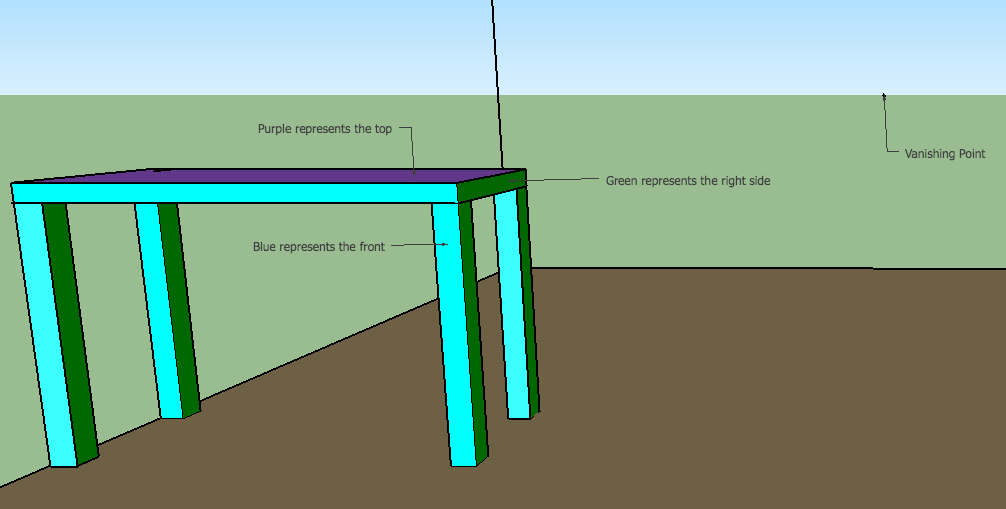 Purple represents the top
Vanishing Point
Green represents the right side
Blue represents the front